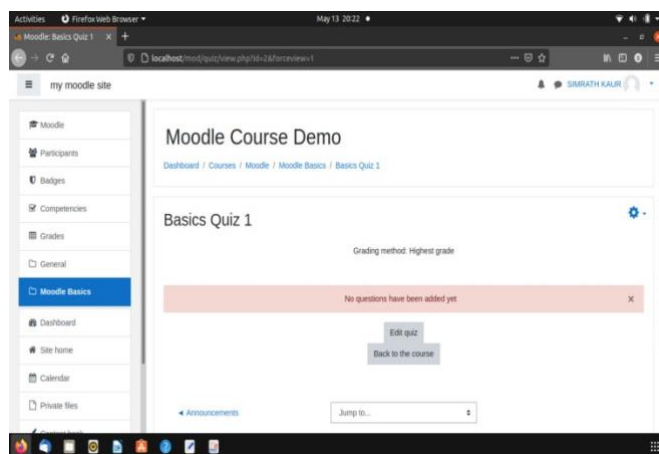 Activities Firefox Web Browser May 13 20:22
Moodle: Basics Quiz 1 × +
localhost/mod/quiz/view.php?id=2&forceview=1
my moodle site SIMRATH KAUR
Moodle
Participants
Badges
Competencies
Grades
General
Moodle Basics
Dashboard
Site home
Calendar
Private files
Content bank
Moodle Course Demo
Dashboard / Courses / Moodle / Moodle Basics / Basics Quiz 1
Basics Quiz 1
Grading method: Highest grade
No questions have been added yet ×
Edit quiz
Back to the course
◄ Announcements Jump to...